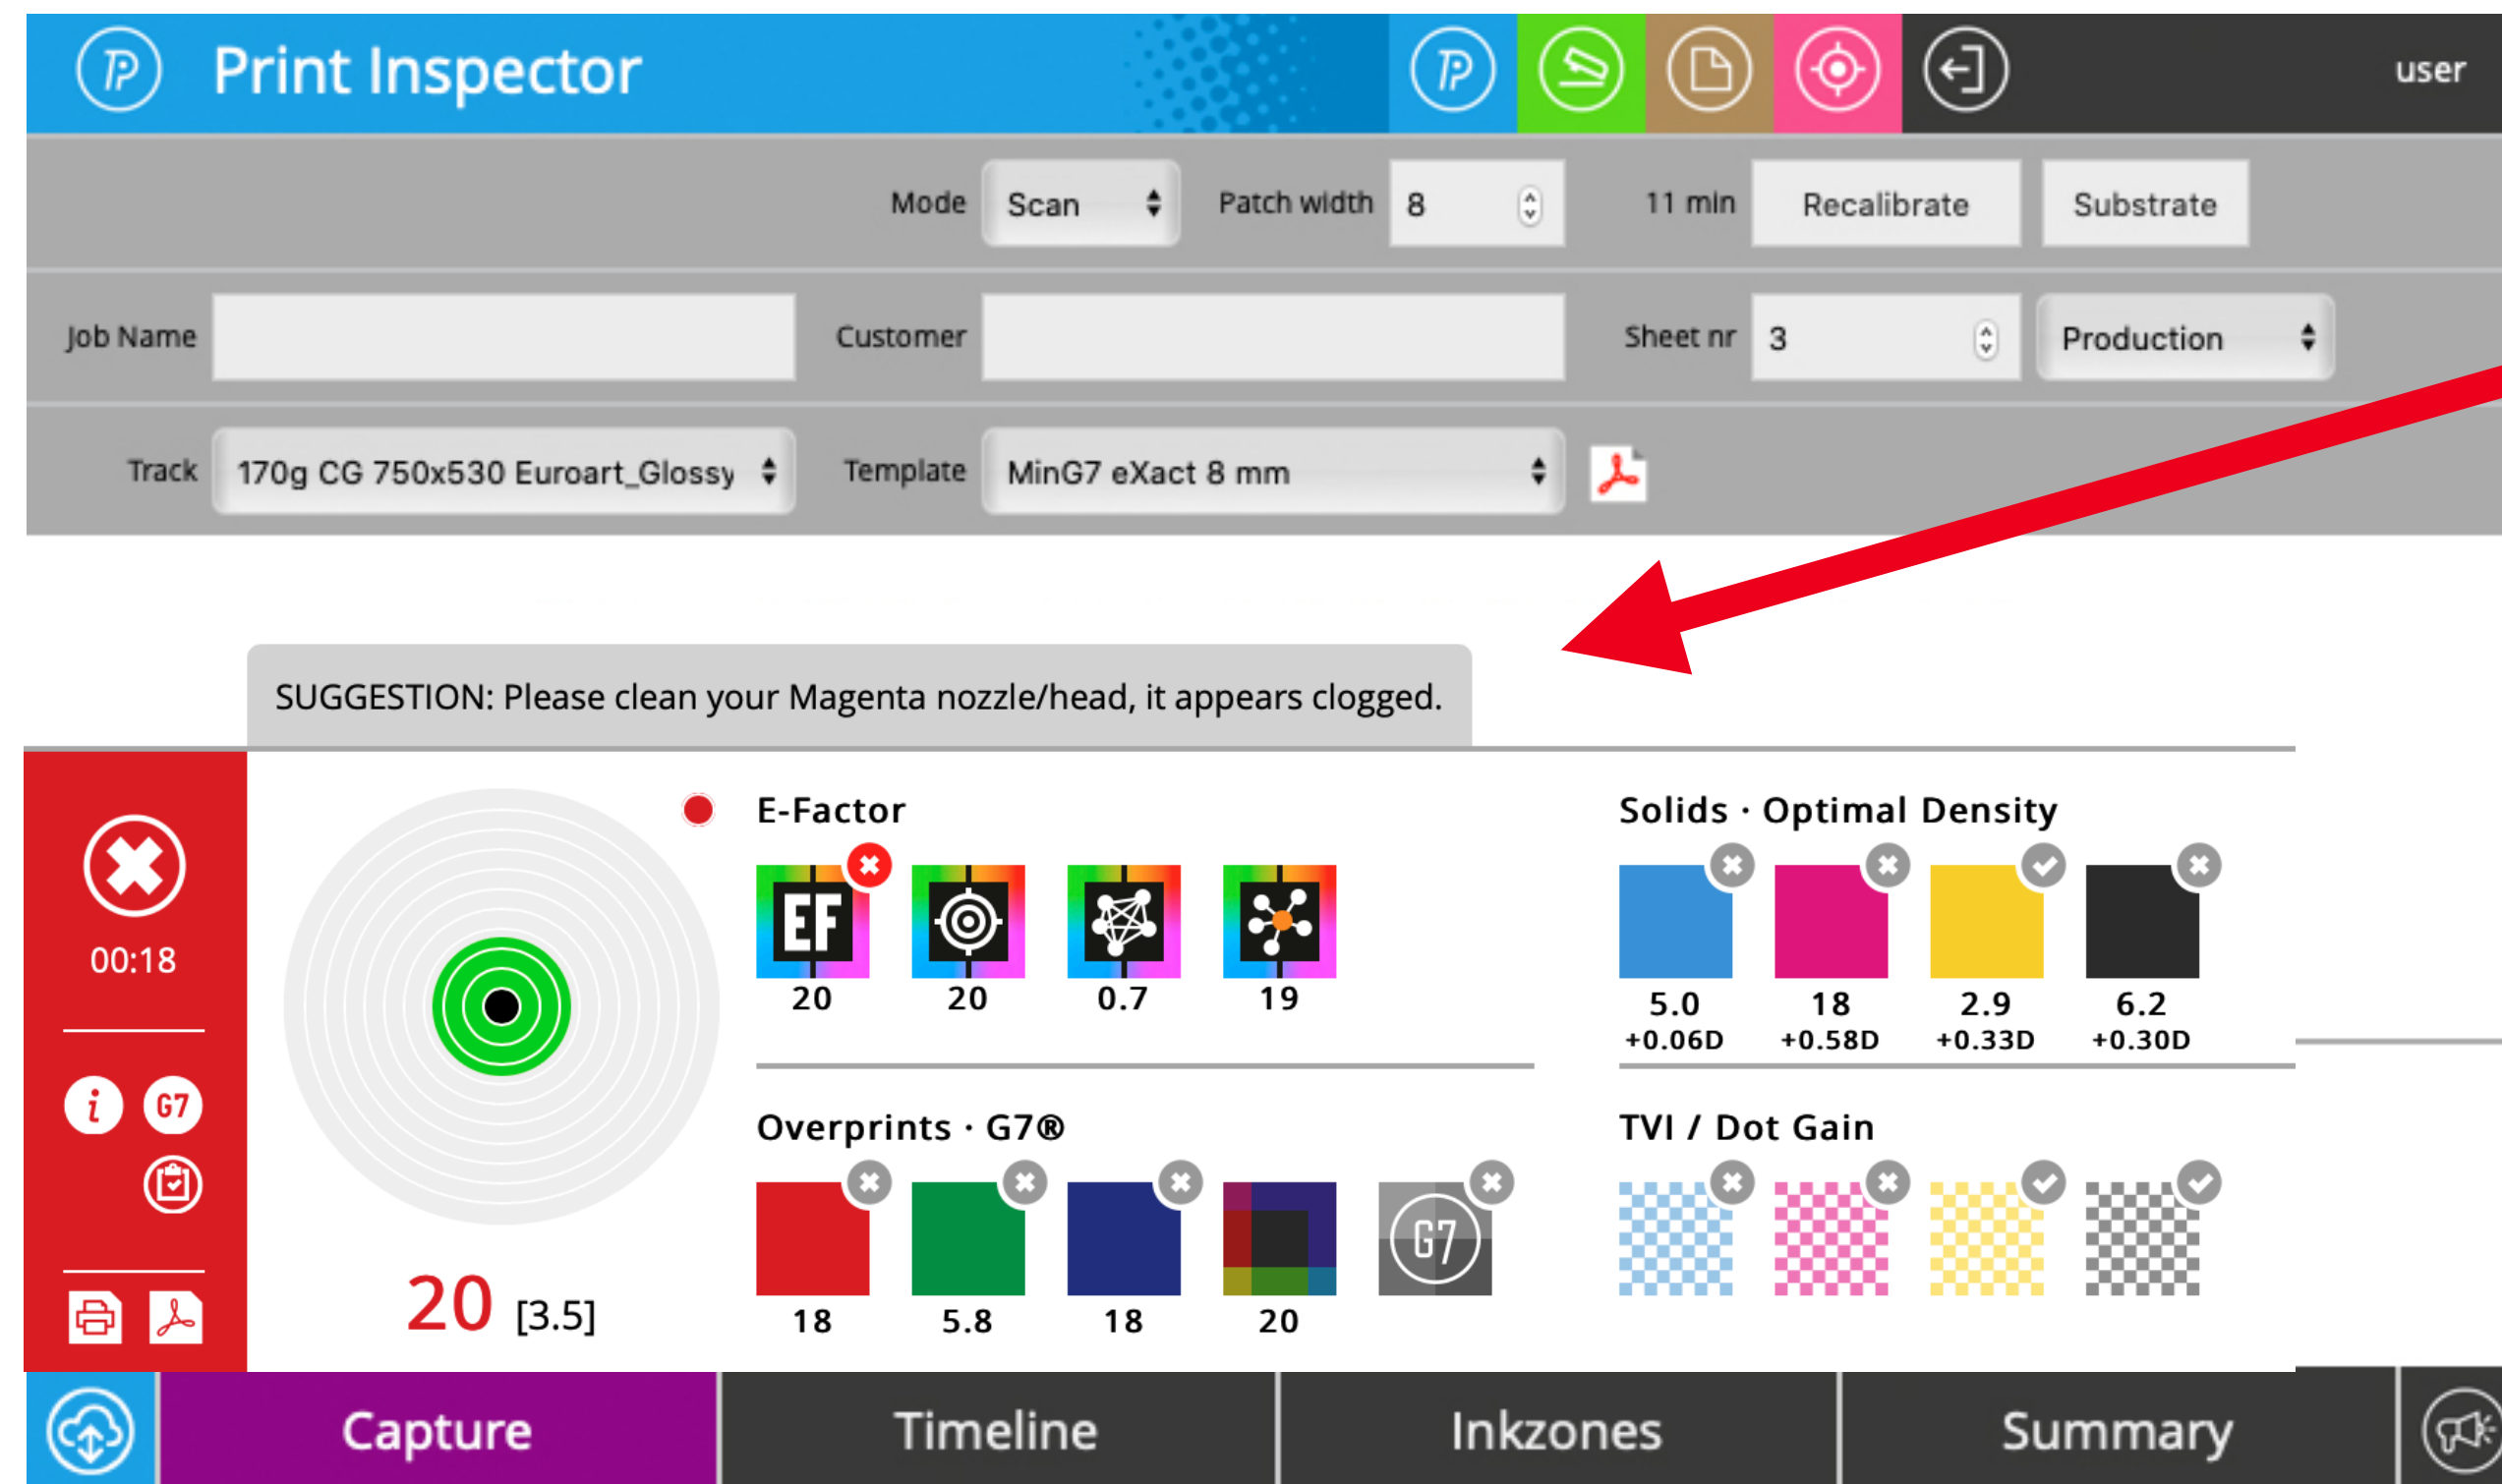 Print Inspector
user
Mode Scan Patch width 8 11 min Recalibrate Substrate
Job Name Customer Sheet nr 3 Production
Track 170g CG 750x530 Euroart_Glossy Template MinG7 eXact 8 mm
SUGGESTION: Please clean your Magenta nozzle/head, it appears clogged.
00:18
G7
20 [3.5]
E-Factor
EF
20 20 0.7 19
Solids · Optimal Density
5.0 18 2.9 6.2
+0.06D +0.58D +0.33D +0.30D
Overprints · G7®
G7
18 5.8 18 20
TVI / Dot Gain
Capture Timeline Inkzones Summary